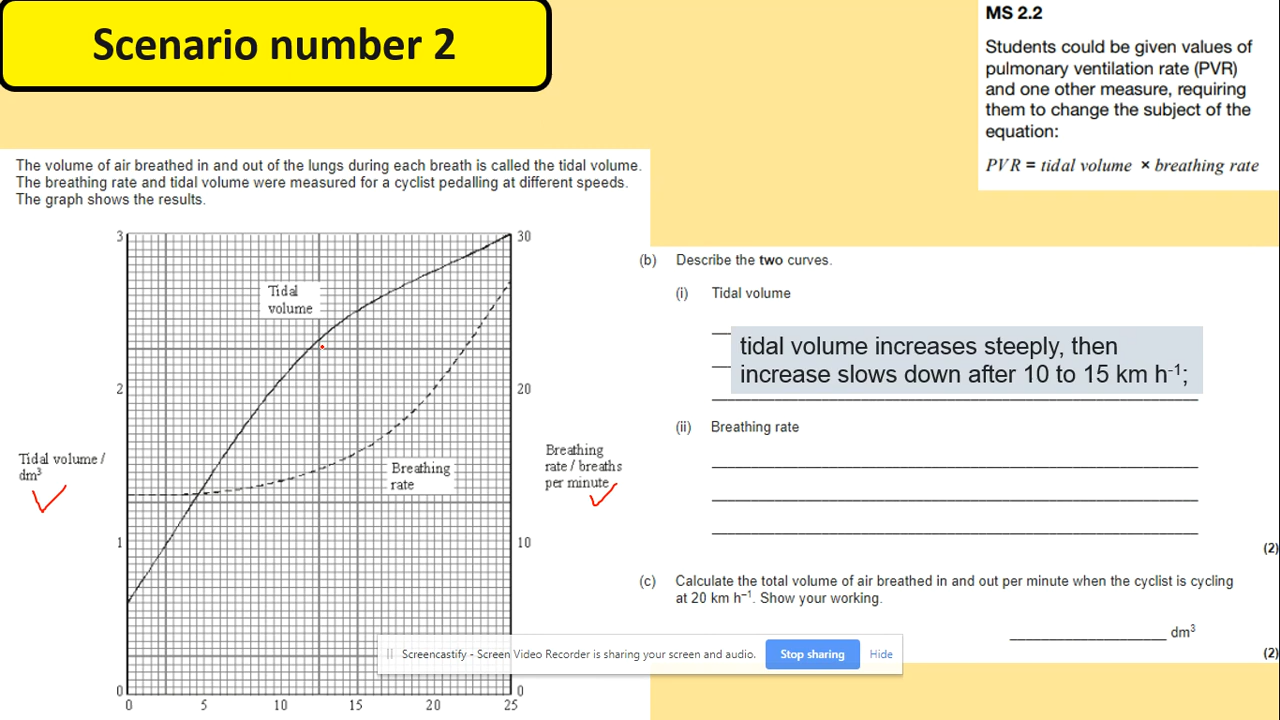 Scenario number 2
MS 2.2
Students could be given values of
pulmonary ventilation rate (PVR)
and one other measure, requiring
them to change the subject of the
equation:
PVR = tidal volume × breathing rate
The volume of air breathed in and out of the lungs during each breath is called the tidal volume.
The breathing rate and tidal volume were measured for a cyclist pedalling at different speeds.
The graph shows the results.
3
30
Tidal
volume
2
20
Tidal volume /
dm³
Breathing
rate / breaths
per minute
Breathing
rate
1
10
0
0
0 5 10 15 20 25
(b) Describe the two curves.
(i) Tidal volume
tidal volume increases steeply, then
increase slows down after 10 to 15 km h⁻¹;
(ii) Breathing rate
(2)
(c) Calculate the total volume of air breathed in and out per minute when the cyclist is cycling
at 20 km h⁻¹. Show your working.
dm³
(2)
Screencastify - Screen Video Recorder is sharing your screen and audio. Stop sharing Hide